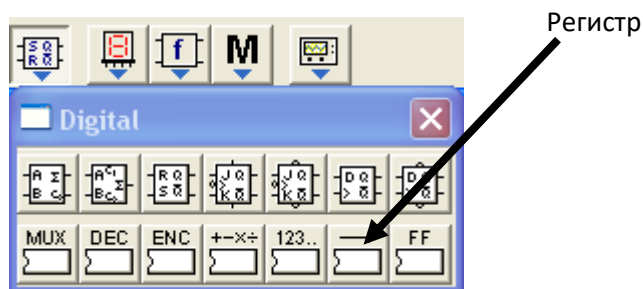 Регистр
S Q R Q̅ f M
Digital
A Σ B C A C Σ B C R Q S Q̅ J Q K Q̅ J Q K Q̅ D Q Q̅ D Q Q̅
MUX DEC ENC +−×÷ 123.. FF